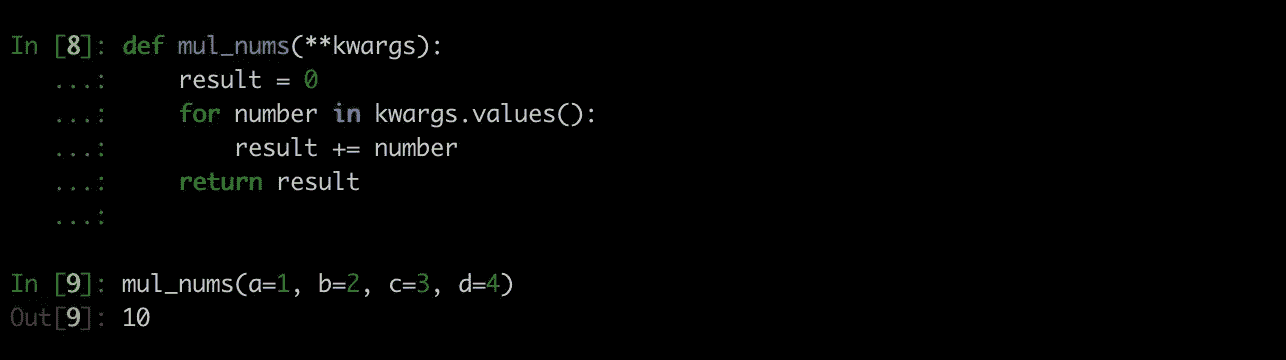 In [8]: def mul_nums(**kwargs):
   ...:     result = 0
   ...:     for number in kwargs.values():
   ...:         result += number
   ...:     return result
   ...:
In [9]: mul_nums(a=1, b=2, c=3, d=4)
Out[9]: 10